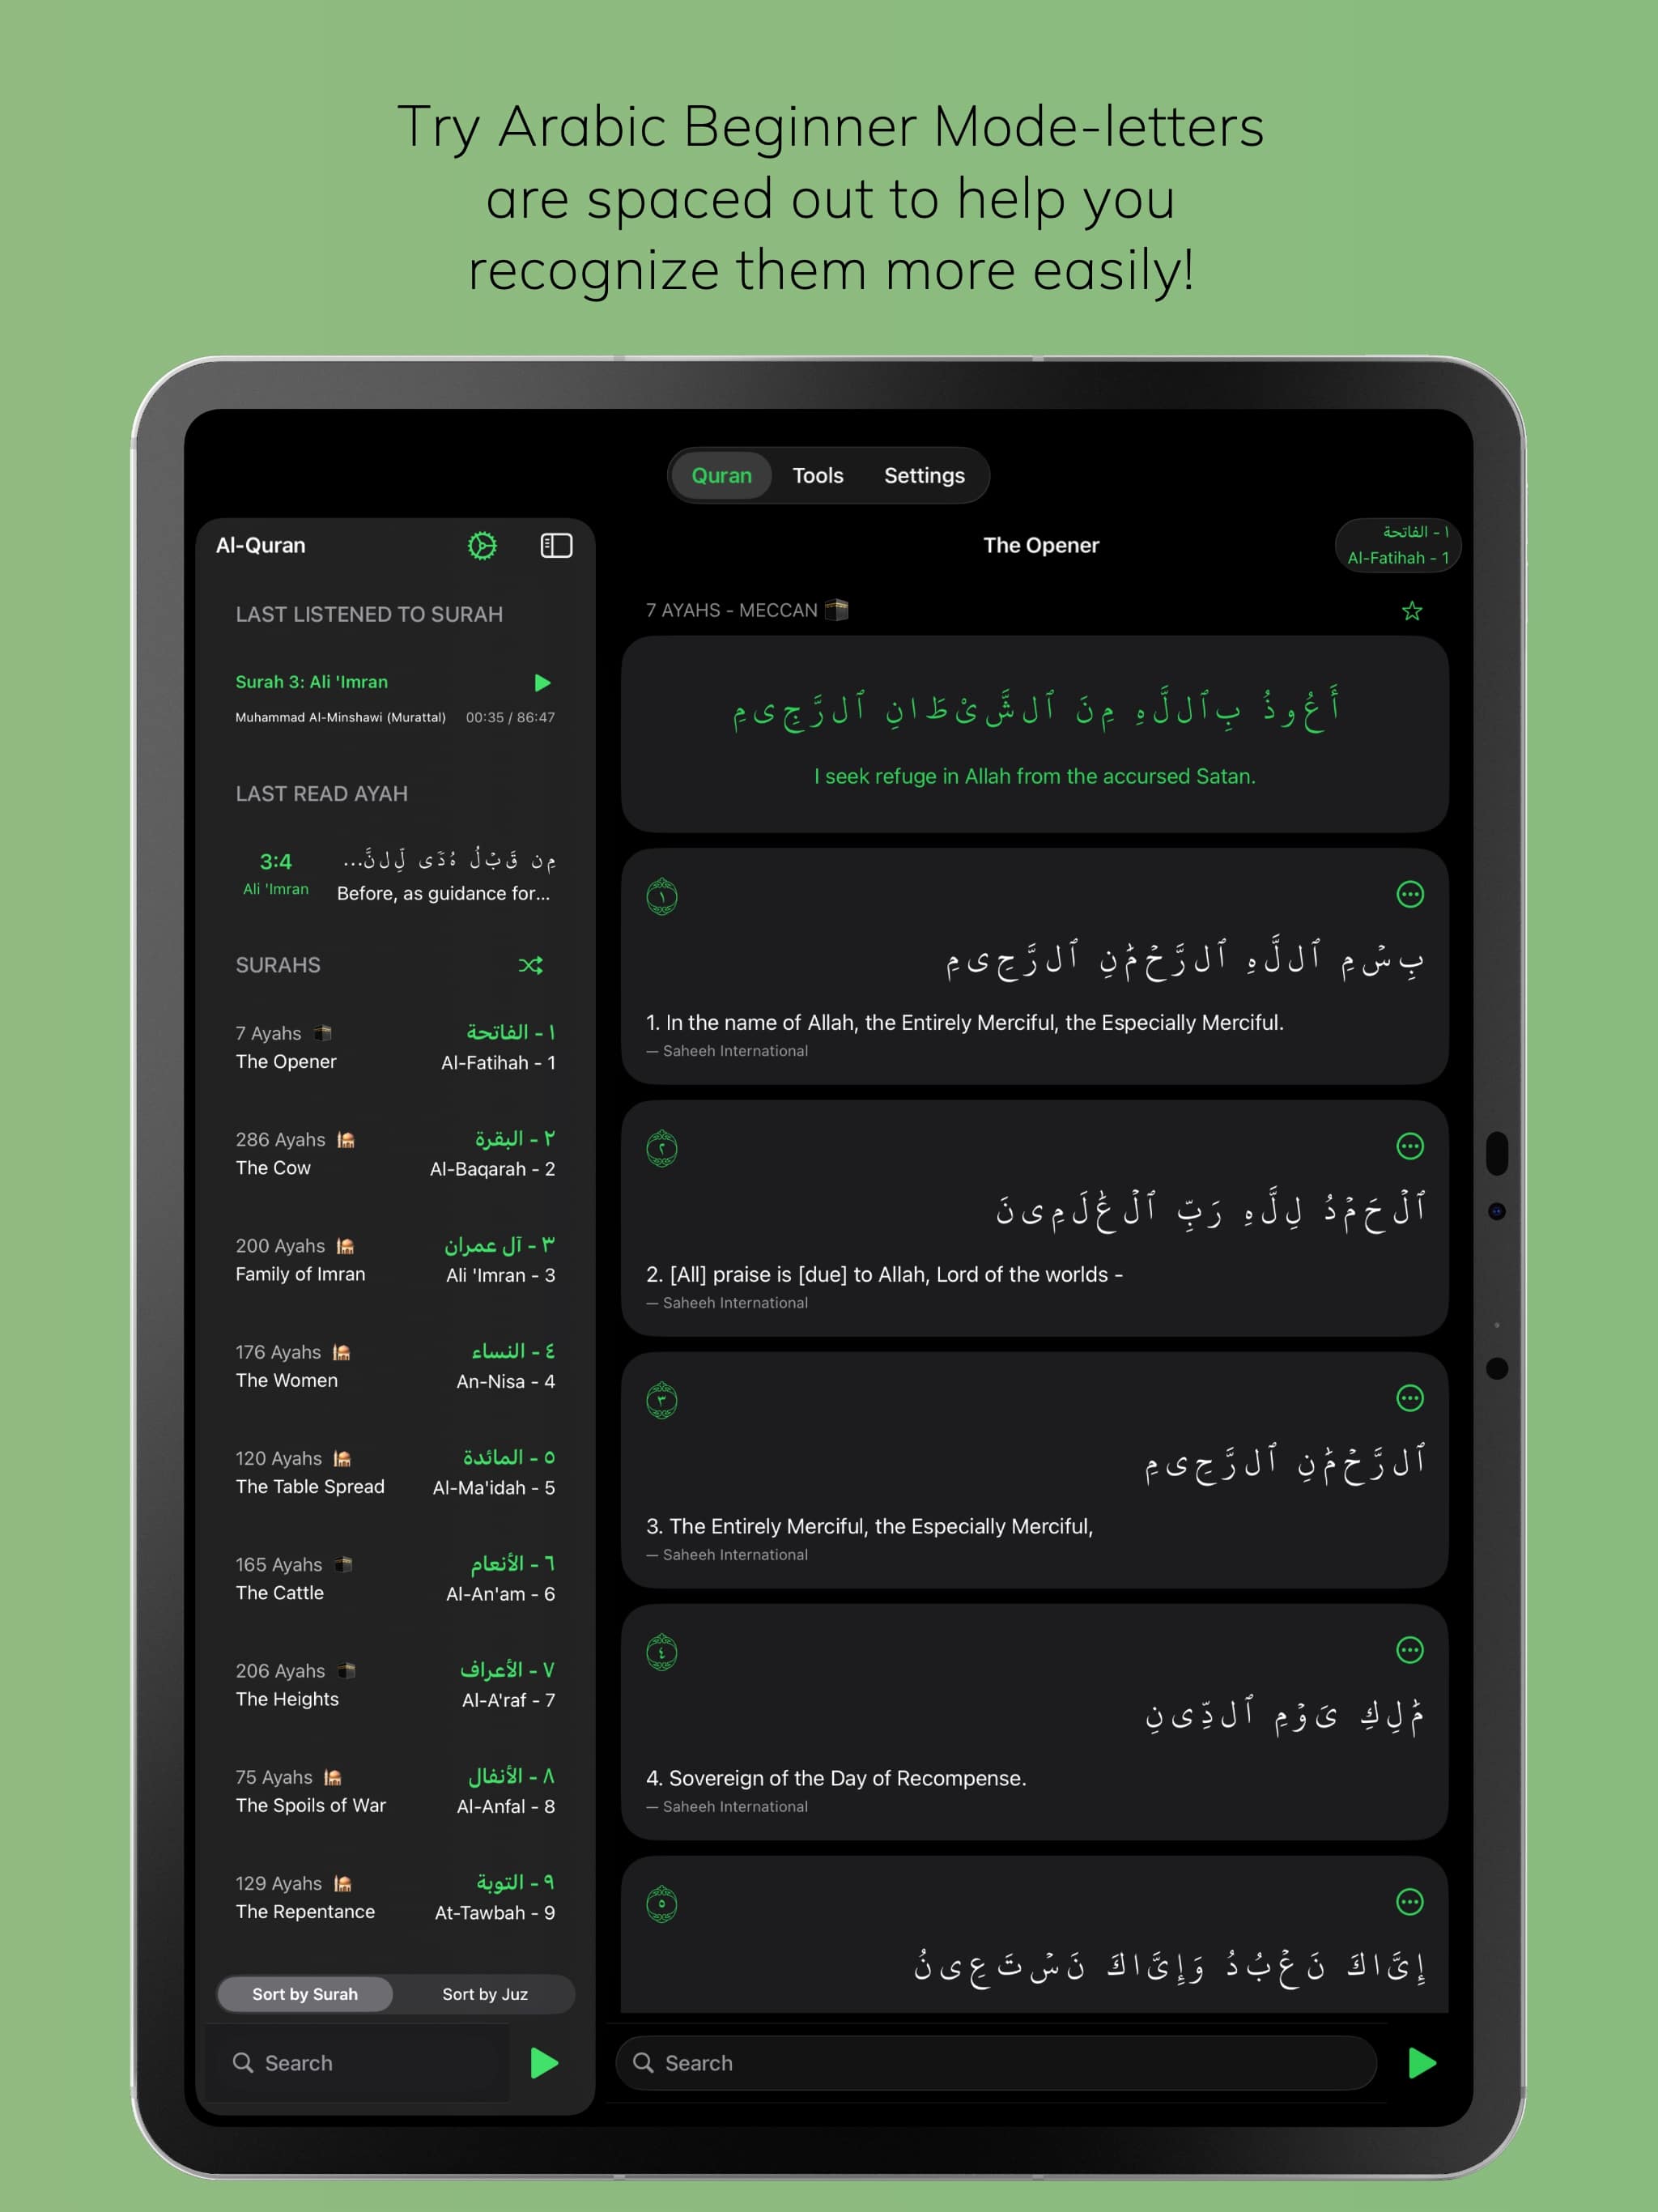 Try Arabic Beginner Mode-letters
are spaced out to help you
recognize them more easily!
Quran Tools Settings
Al-Quran
LAST LISTENED TO SURAH
Surah 3: Ali 'Imran
Muhammad Al-Minshawi (Murattal) 00:35 / 86:47
LAST READ AYAH
3:4 مِ ن قَ بْ لُ هُ دًى لِّ ل نَّ...
Ali 'Imran Before, as guidance for...
SURAHS
7 Ayahs ١ - الفاتحة
The Opener Al-Fatihah - 1
286 Ayahs ٢ - البقرة
The Cow Al-Baqarah - 2
200 Ayahs ٣ - آل عمران
Family of Imran Ali 'Imran - 3
176 Ayahs ٤ - النساء
The Women An-Nisa - 4
120 Ayahs ٥ - المائدة
The Table Spread Al-Ma'idah - 5
165 Ayahs ٦ - الأنعام
The Cattle Al-An'am - 6
206 Ayahs ٧ - الأعراف
The Heights Al-A'raf - 7
75 Ayahs ٨ - الأنفال
The Spoils of War Al-Anfal - 8
129 Ayahs ٩ - التوبة
The Repentance At-Tawbah - 9
Sort by Surah Sort by Juz
Search
The Opener
١ - الفاتحة
Al-Fatihah - 1
7 AYAHS - MECCAN
أَ عُ و ذُ بِ ٱ ل ل َّ هِ مِ نَ ٱ ل شَّ ىْ طَ ا نِ ٱ ل رَّ جِ ى مِ
I seek refuge in Allah from the accursed Satan.
١
بِ سْ مِ ٱ ل لَّ هِ ٱ ل رَّ حْ مَٰ نِ ٱ ل رَّ حِ ى مِ
1. In the name of Allah, the Entirely Merciful, the Especially Merciful.
— Saheeh International
٢
ٱ لْ حَ مْ دُ لِ لَّ هِ رَ بِّ ٱ لْ عَٰ لَ مِ ى نَ
2. [All] praise is [due] to Allah, Lord of the worlds -
— Saheeh International
٣
ٱ ل رَّ حْ مَٰ نِ ٱ ل رَّ حِ ى مِ
3. The Entirely Merciful, the Especially Merciful,
— Saheeh International
٤
مَٰ لِ كِ يَ وْ مِ ٱ ل دِّ ى نِ
4. Sovereign of the Day of Recompense.
— Saheeh International
٥
إِ ىَّ ا كَ نَ عْ بُ دُ وَ إِ ىَّ ا كَ نَ سْ تَ عِ ى نُ
Search